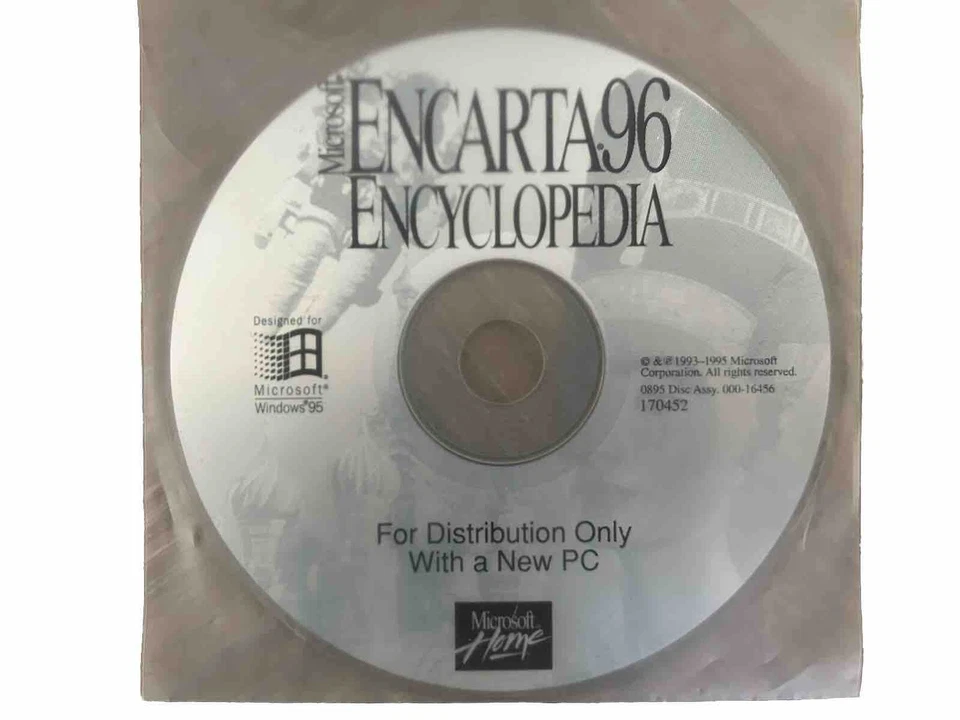 Microsoft
ENCARTA 96
ENCYCLOPEDIA
Designed for
Microsoft®
Windows®95
© & ℗ 1993–1995 Microsoft
Corporation. All rights reserved.
0895 Disc Assy. 000-16456
170452
For Distribution Only
With a New PC
Microsoft
Home